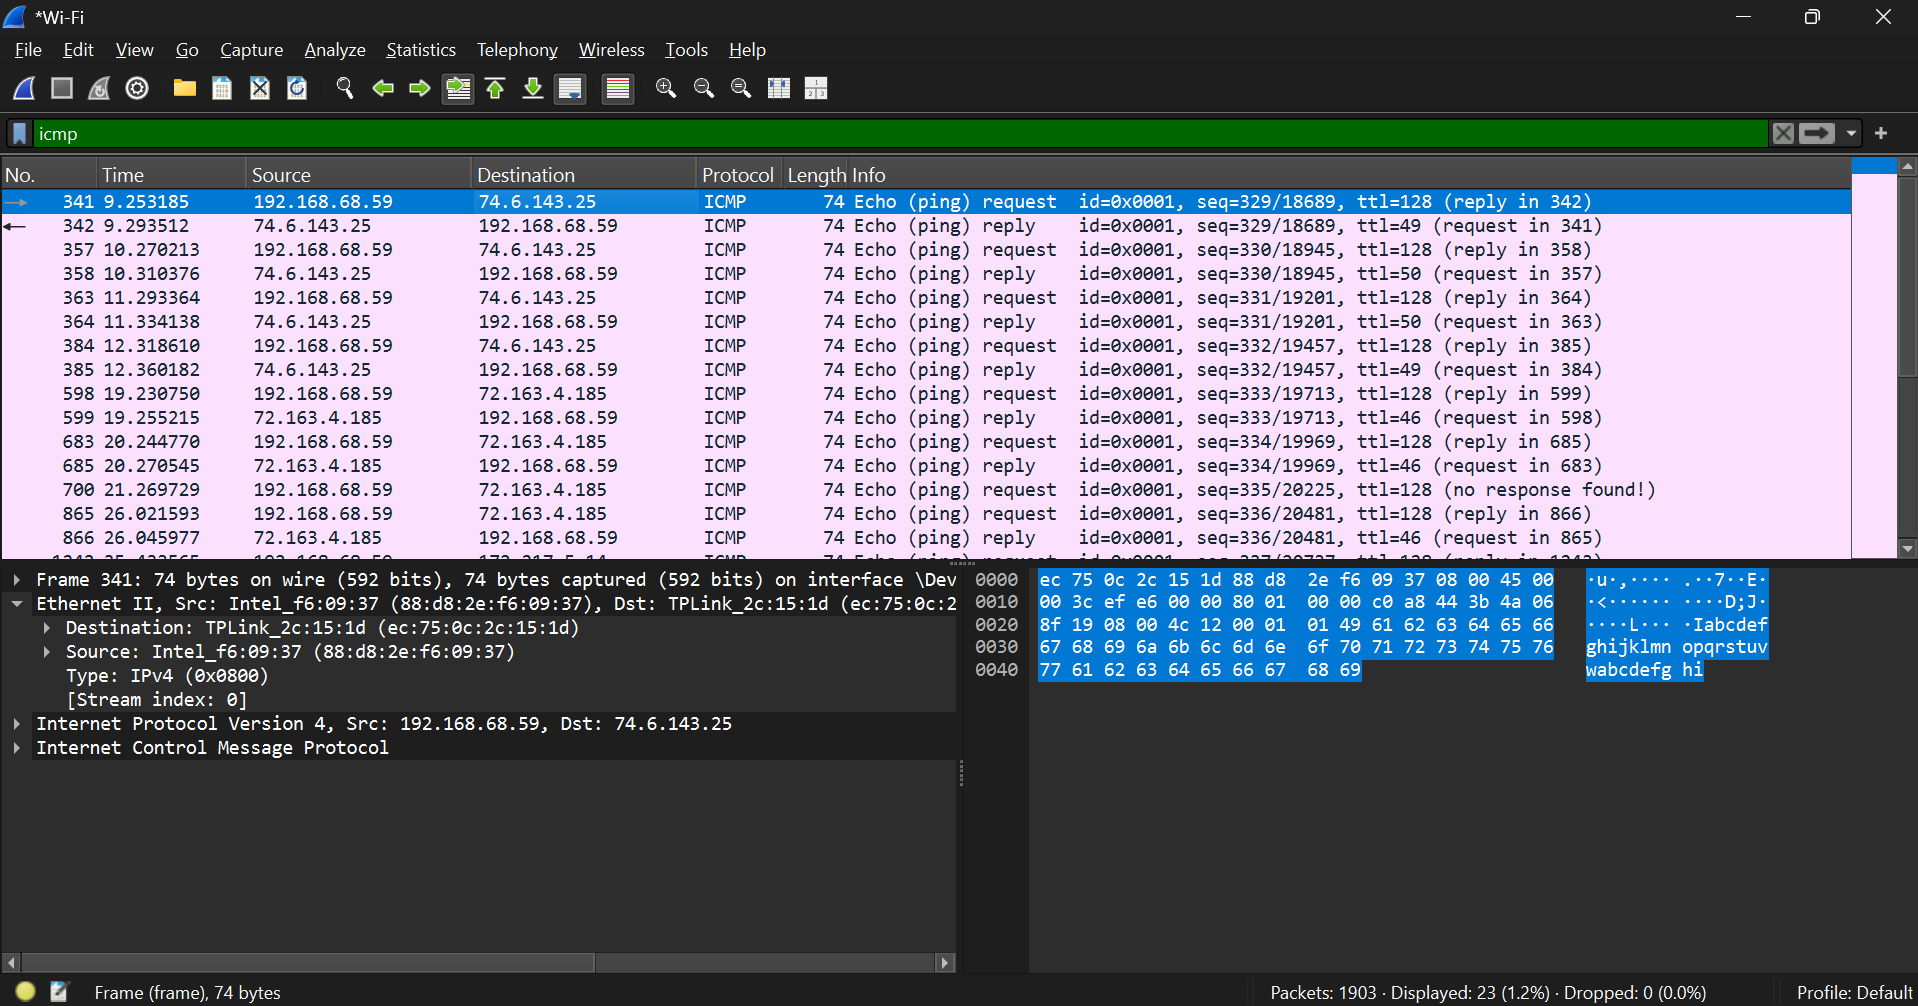 *Wi-Fi
File Edit View Go Capture Analyze Statistics Telephony Wireless Tools Help
icmp
No. Time Source Destination Protocol Length Info
341 9.253185 192.168.68.59 74.6.143.25 ICMP 74 Echo (ping) request id=0x0001, seq=329/18689, ttl=128 (reply in 342)
342 9.293512 74.6.143.25 192.168.68.59 ICMP 74 Echo (ping) reply id=0x0001, seq=329/18689, ttl=49 (request in 341)
357 10.270213 192.168.68.59 74.6.143.25 ICMP 74 Echo (ping) request id=0x0001, seq=330/18945, ttl=128 (reply in 358)
358 10.310376 74.6.143.25 192.168.68.59 ICMP 74 Echo (ping) reply id=0x0001, seq=330/18945, ttl=50 (request in 357)
363 11.293364 192.168.68.59 74.6.143.25 ICMP 74 Echo (ping) request id=0x0001, seq=331/19201, ttl=128 (reply in 364)
364 11.334138 74.6.143.25 192.168.68.59 ICMP 74 Echo (ping) reply id=0x0001, seq=331/19201, ttl=50 (request in 363)
384 12.318610 192.168.68.59 74.6.143.25 ICMP 74 Echo (ping) request id=0x0001, seq=332/19457, ttl=128 (reply in 385)
385 12.360182 74.6.143.25 192.168.68.59 ICMP 74 Echo (ping) reply id=0x0001, seq=332/19457, ttl=49 (request in 384)
598 19.230750 192.168.68.59 72.163.4.185 ICMP 74 Echo (ping) request id=0x0001, seq=333/19713, ttl=128 (reply in 599)
599 19.255215 72.163.4.185 192.168.68.59 ICMP 74 Echo (ping) reply id=0x0001, seq=333/19713, ttl=46 (request in 598)
683 20.244770 192.168.68.59 72.163.4.185 ICMP 74 Echo (ping) request id=0x0001, seq=334/19969, ttl=128 (reply in 685)
685 20.270545 72.163.4.185 192.168.68.59 ICMP 74 Echo (ping) reply id=0x0001, seq=334/19969, ttl=46 (request in 683)
700 21.269729 192.168.68.59 72.163.4.185 ICMP 74 Echo (ping) request id=0x0001, seq=335/20225, ttl=128 (no response found!)
865 26.021593 192.168.68.59 72.163.4.185 ICMP 74 Echo (ping) request id=0x0001, seq=336/20481, ttl=128 (reply in 866)
866 26.045977 72.163.4.185 192.168.68.59 ICMP 74 Echo (ping) reply id=0x0001, seq=336/20481, ttl=46 (request in 865)
Frame 341: 74 bytes on wire (592 bits), 74 bytes captured (592 bits) on interface \Dev
Ethernet II, Src: Intel_f6:09:37 (88:d8:2e:f6:09:37), Dst: TPLink_2c:15:1d (ec:75:0c:2
Destination: TPLink_2c:15:1d (ec:75:0c:2c:15:1d)
Source: Intel_f6:09:37 (88:d8:2e:f6:09:37)
Type: IPv4 (0x0800)
[Stream index: 0]
Internet Protocol Version 4, Src: 192.168.68.59, Dst: 74.6.143.25
Internet Control Message Protocol
0000 ec 75 0c 2c 15 1d 88 d8 2e f6 09 37 08 00 45 00 ·u·,···· .··7··E·
0010 00 3c ef e6 00 00 80 01 00 00 c0 a8 44 3b 4a 06 ·<······ ····D;J·
0020 8f 19 08 00 4c 12 00 01 01 49 61 62 63 64 65 66 ····L··· ·Iabcdef
0030 67 68 69 6a 6b 6c 6d 6e 6f 70 71 72 73 74 75 76 ghijklmn opqrstuv
0040 77 61 62 63 64 65 66 67 68 69 wabcdefg hi
Frame (frame), 74 bytes
Packets: 1903 · Displayed: 23 (1.2%) · Dropped: 0 (0.0%)
Profile: Default